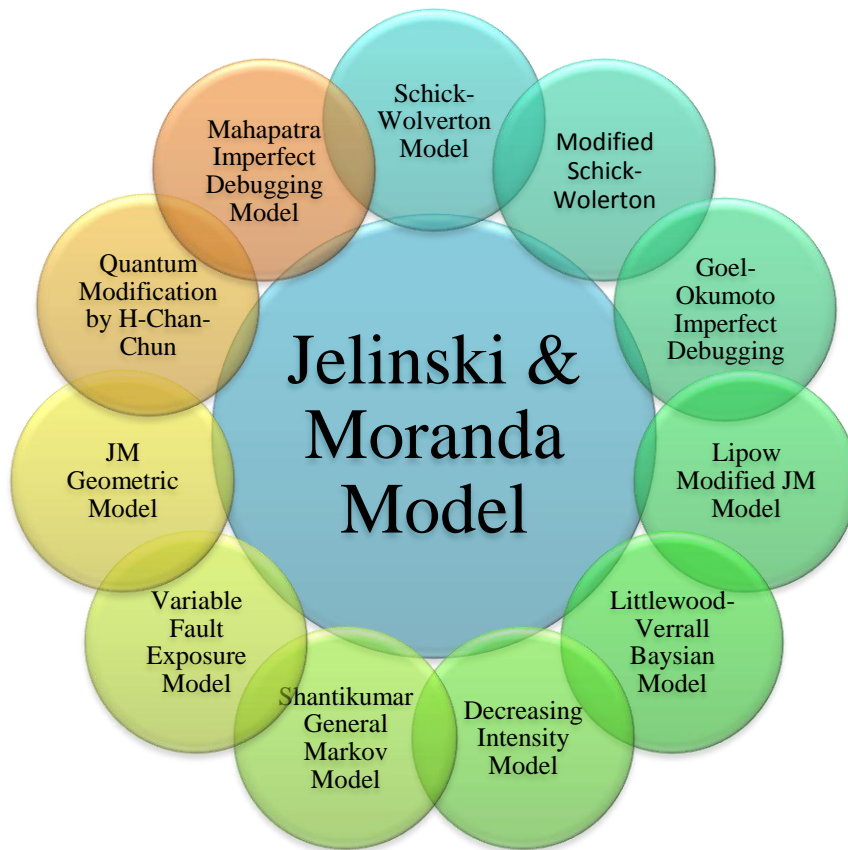 Schick-
Wolverton
Model
Modified
Schick-
Wolerton
Goel-
Okumoto
Imperfect
Debugging
Lipow
Modified JM
Model
Littlewood-
Verrall
Baysian
Model
Decreasing
Intensity
Model
Shantikumar
General
Markov
Model
Variable
Fault
Exposure
Model
JM
Geometric
Model
Quantum
Modification
by H-Chan-
Chun
Mahapatra
Imperfect
Debugging
Model
Jelinski &
Moranda
Model